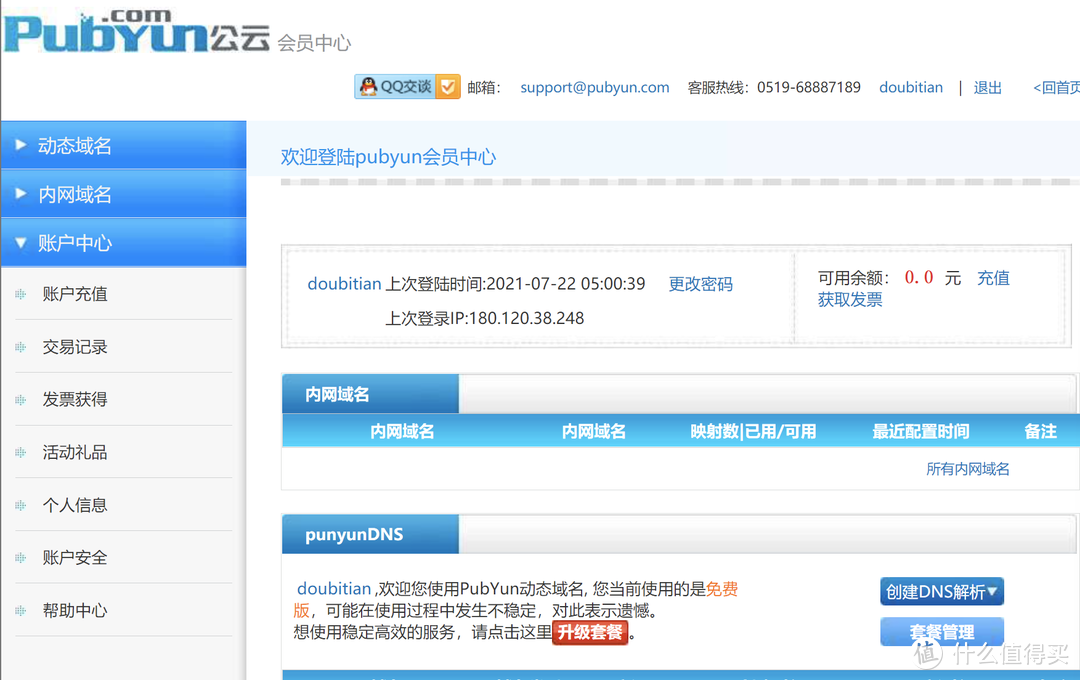 .com
PubYun公云 会员中心
QQ交谈 邮箱： support@pubyun.com 客服热线：0519-68887189 doubitian | 退出 <回首页
动态域名
欢迎登陆pubyun会员中心
内网域名
账户中心
账户充值
交易记录
发票获得
活动礼品
个人信息
账户安全
帮助中心
doubitian 上次登陆时间:2021-07-22 05:00:39 更改密码
上次登录IP:180.120.38.248
可用余额： 0.0 元 充值
获取发票
内网域名
内网域名 内网域名 映射数|已用/可用 最近配置时间 备注
所有内网域名
punyunDNS
doubitian ,欢迎您使用PubYun动态域名, 您当前使用的是免费
版，可能在使用过程中发生不稳定，对此表示遗憾。
想使用稳定高效的服务，请点击这里升级套餐。
创建DNS解析▼
套餐管理
值 什么值得买